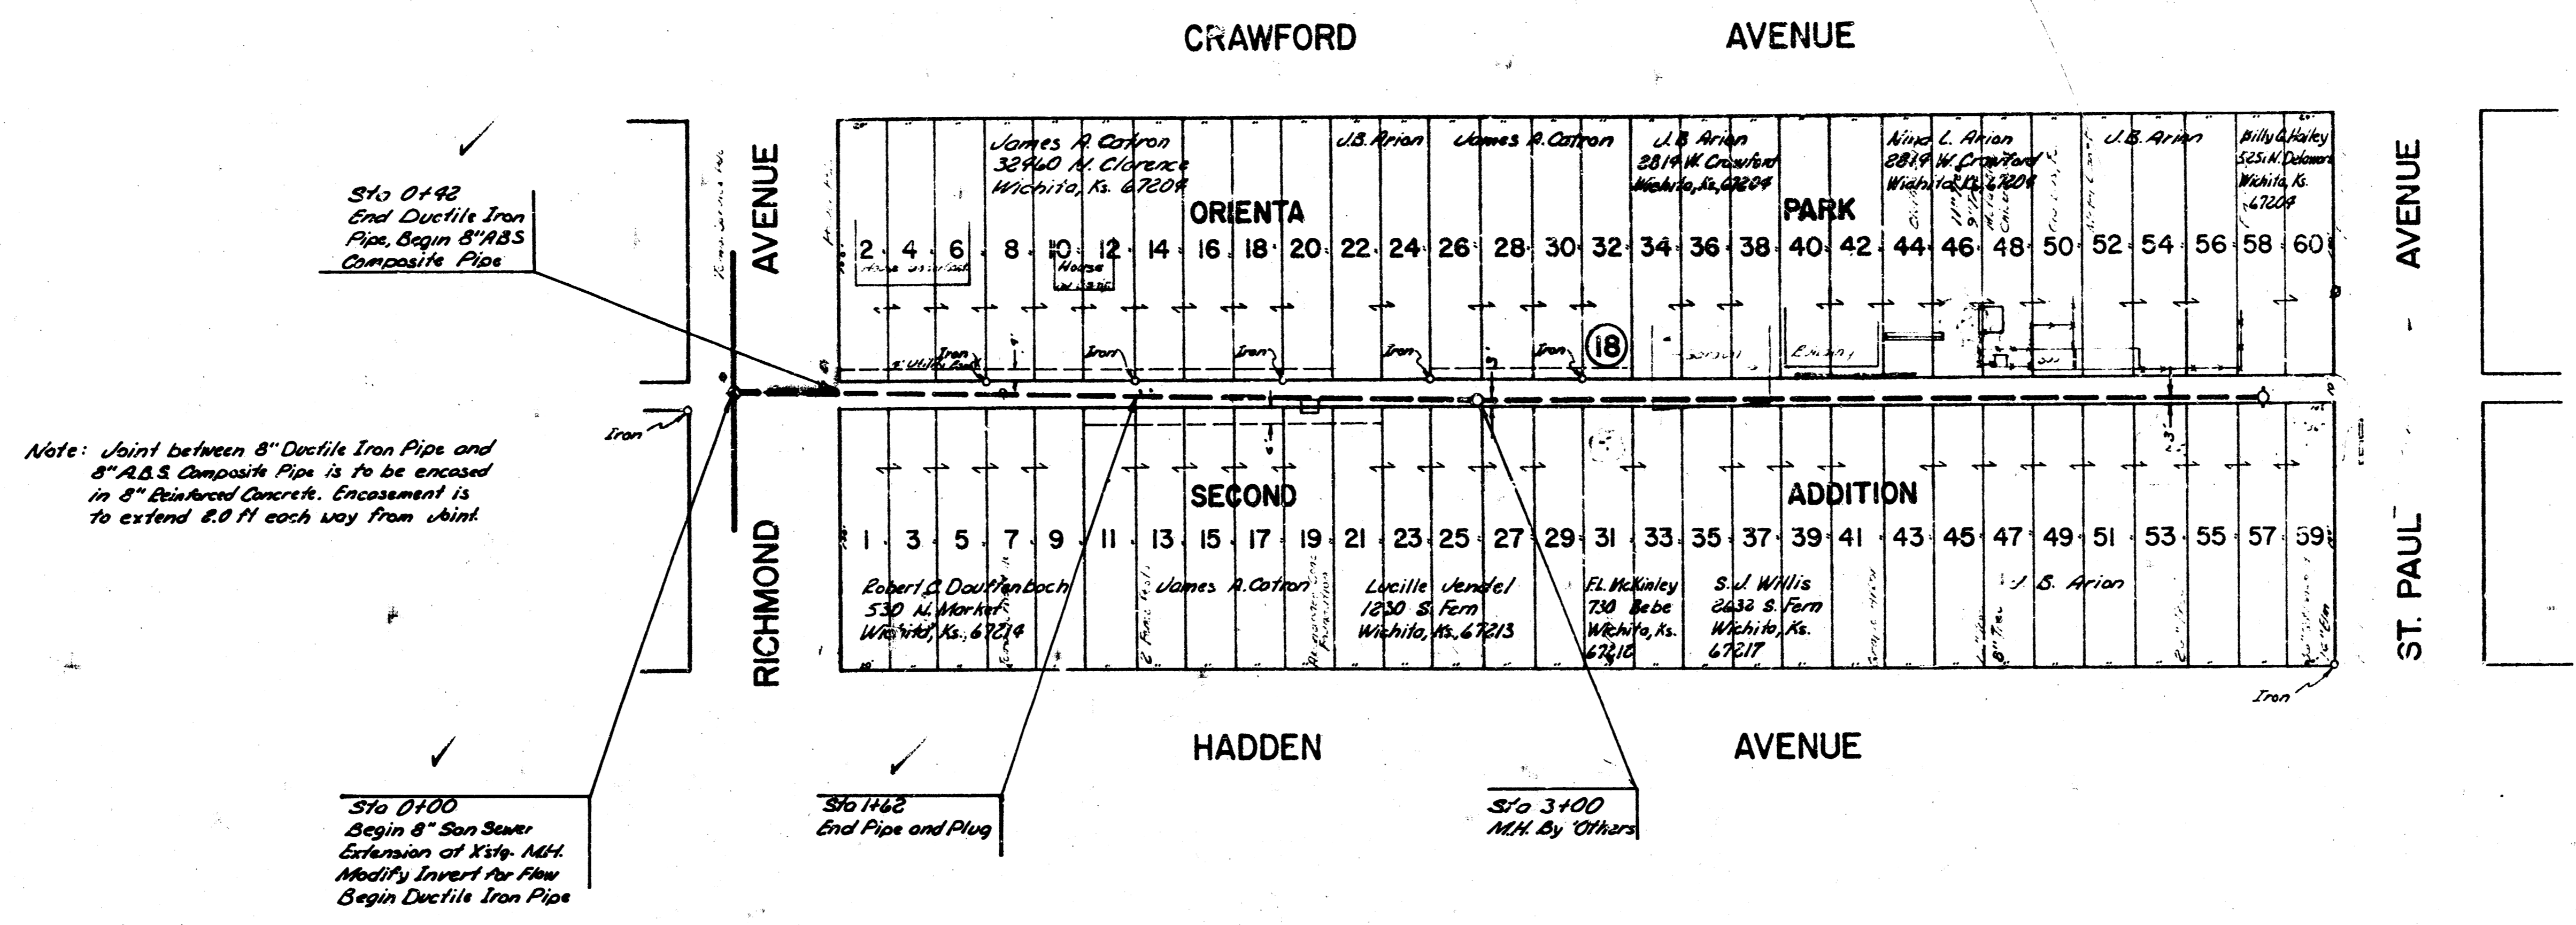 CRAWFORD AVENUE
James A. Catron
32460 N. Clarence
Wichita, Ks. 67204
J.B. Arion
James A. Catron
J.B. Arion
2814 W. Crawford
Wichita, Ks, 67204
Nina L. Arion
2814 W. Crawford
Wichita, Ks. 67204
J.B. Arion
Billy G. Hailey
5251 N. Delaware
Wichita, Ks.
67204
Sta 0+42
End Ductile Iron
Pipe, Begin 8" ABS
Composite Pipe
AVENUE
ORIENTA PARK
2 4 6 8 10 12 14 16 18 20 22 24 26 28 30 32 34 36 38 40 42 44 46 48 50 52 54 56 58 60
House
AVENUE
18
Iron
Iron
Iron
Iron
Iron
Iron
Note: Joint between 8" Ductile Iron Pipe and
8" A.B.S. Composite Pipe is to be encased
in 8" Reinforced Concrete. Encasement is
to extend 2.0 ft each way from Joint.
SECOND ADDITION
1 3 5 7 9 11 13 15 17 19 21 23 25 27 29 31 33 35 37 39 41 43 45 47 49 51 53 55 57 59
RICHMOND
Robert C.
530 N. Market
Wichita, Ks., 67214
James A. Catron
Lucille Jendel
1230 S. Fern
Wichita, Ks., 67213
F.L. McKinley
730 Bebe
Wichita, Ks.
S.J. Willis
2632 S. Fern
Wichita, Ks.
67217
J. B. Arion
8" Tree
16" Elm
ST. PAUL
Iron
HADDEN AVENUE
Sta 0+00
Begin 8" San Sewer
Extension at X'stg. M.H.
Modify Invert for Flow
Begin Ductile Iron Pipe
Sta 1+62
End Pipe and Plug
Sta 3+00
M.H. By Others